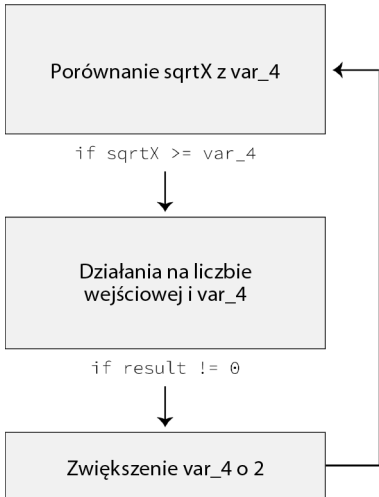 Porównanie sqrtX z var_4
if sqrtX >= var_4
Działania na liczbie
wejściowej i var_4
if result != 0
Zwiększenie var_4 o 2